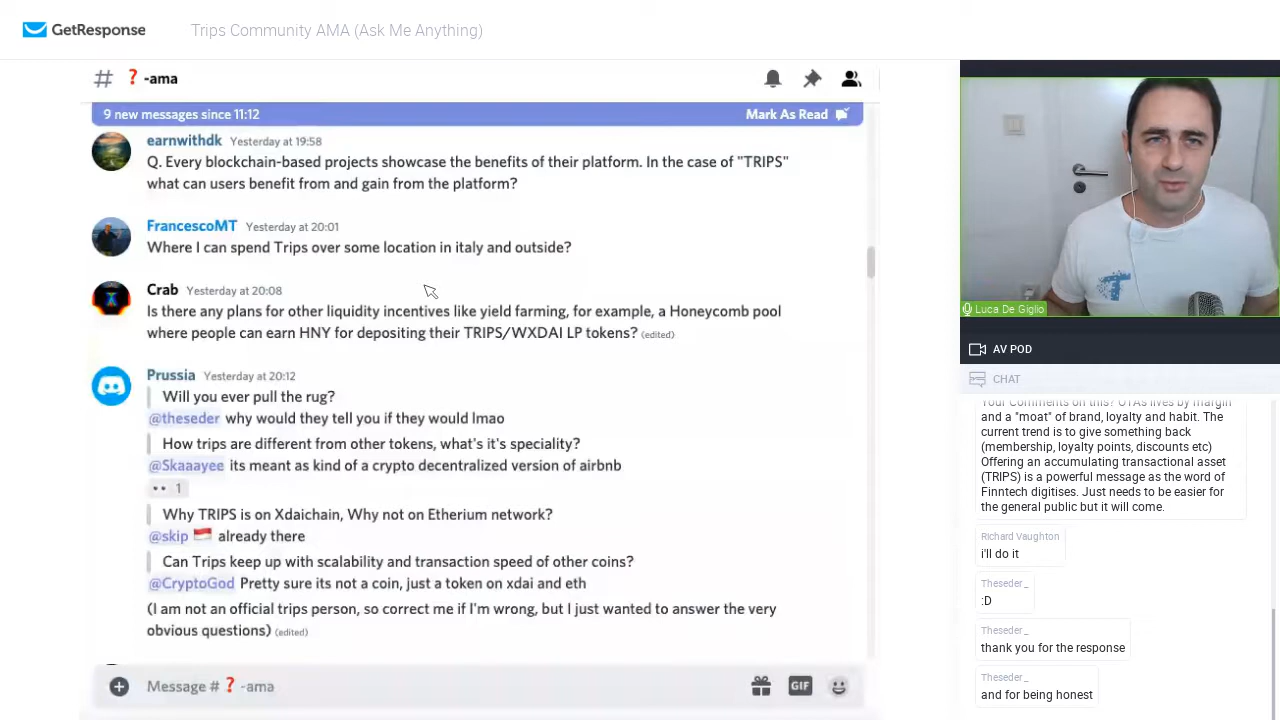 GetResponse
Trips Community AMA (Ask Me Anything)
# ❓ -ama
9 new messages since 11:12
Mark As Read
earnwithdk Yesterday at 19:58
Q. Every blockchain-based projects showcase the benefits of their platform. In the case of "TRIPS"
what can users benefit from and gain from the platform?
FrancescoMT Yesterday at 20:01
Where I can spend Trips over some location in italy and outside?
Crab Yesterday at 20:08
Is there any plans for other liquidity incentives like yield farming, for example, a Honeycomb pool
where people can earn HNY for depositing their TRIPS/WXDAI LP tokens? (edited)
Prussia Yesterday at 20:12
Will you ever pull the rug?
@theseder why would they tell you if they would lmao
How trips are different from other tokens, what's it's speciality?
@Skaaayee its meant as kind of a crypto decentralized version of airbnb
👀 1
Why TRIPS is on Xdaichain, Why not on Etherium network?
@skip already there
Can Trips keep up with scalability and transaction speed of other coins?
@CryptoGod Pretty sure its not a coin, just a token on xdai and eth
(I am not an official trips person, so correct me if I'm wrong, but I just wanted to answer the very
obvious questions) (edited)
Message # ❓ -ama
GIF
Luca De Giglio
AV POD
CHAT
Your Comments on this? OTAs lives by margin
and a "moat" of brand, loyalty and habit. The
current trend is to give something back
(membership, loyalty points, discounts etc)
Offering an accumulating transactional asset
(TRIPS) is a powerful message as the word of
Finntech digitises. Just needs to be easier for
the general public but it will come.
Richard Vaughton
i'll do it
Theseder_
:D
Theseder_
thank you for the response
Theseder_
and for being honest